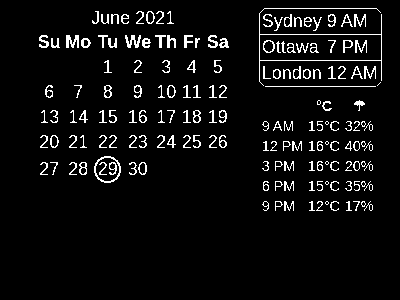 June 2021
Su Mo Tu We Th Fr Sa
1 2 3 4 5
6 7 8 9 10 11 12
13 14 15 16 17 18 19
20 21 22 23 24 25 26
27 28 29 30
Sydney 9 AM
Ottawa 7 PM
London 12 AM
°C ☂
9 AM 15°C 32%
12 PM 16°C 40%
3 PM 16°C 20%
6 PM 15°C 35%
9 PM 12°C 17%